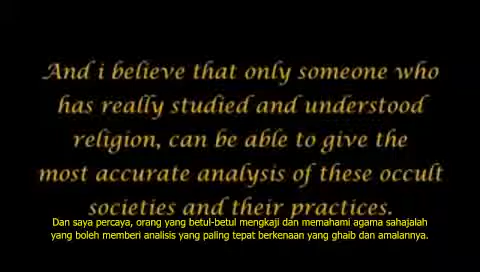 And i believe that only someone who
has really studied and understood
religion, can be able to give the
most accurate analysis of these occult
societies and their practices.
Dan saya percaya, orang yang betul-betul mengkaji dan memahami agama sahajalah
yang boleh memberi analisis yang paling tepat berkenaan yang ghaib dan amalannya.